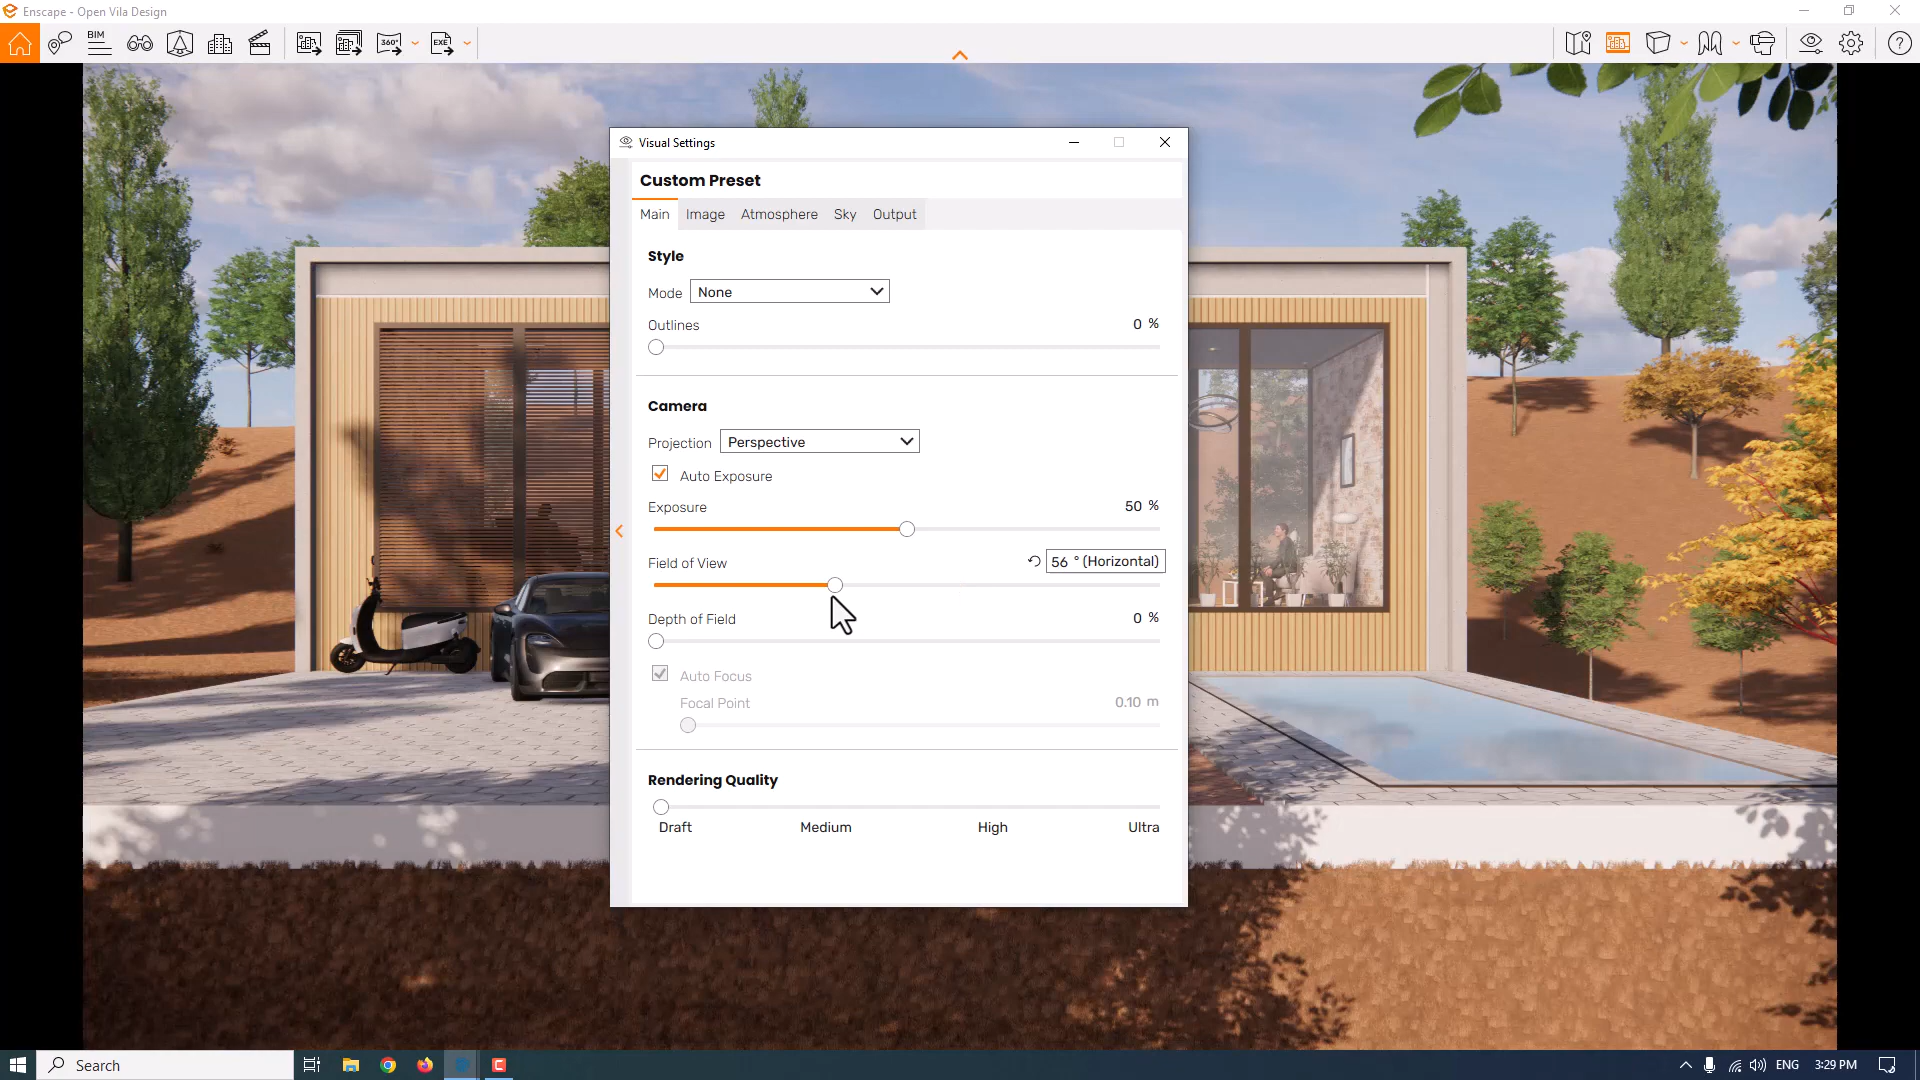 Enscape - Open Vila Design
BIM
360°
EXE
Visual Settings
Custom Preset
Main Image Atmosphere Sky Output
Style
Mode None
Outlines 0 %
Camera
Projection Perspective
Auto Exposure
Exposure 50 %
Field of View 56 ° (Horizontal)
Depth of Field 0 %
Auto Focus
Focal Point 0.10 m
Rendering Quality
Draft Medium High Ultra
Search
ENG 3:29 PM